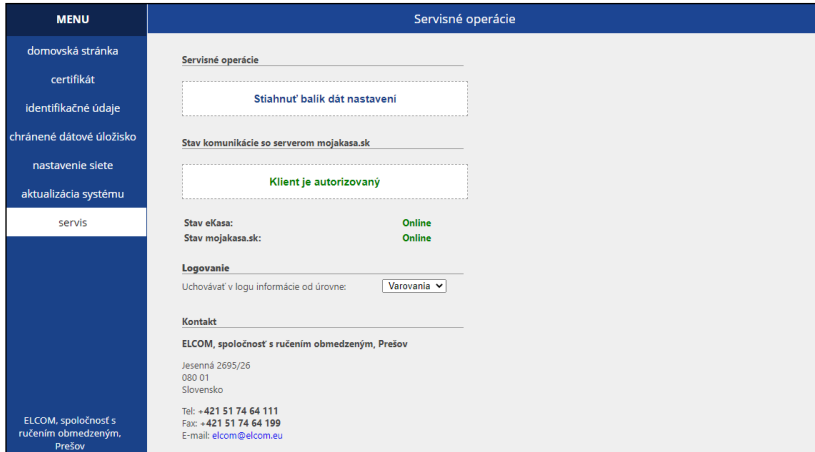 MENU
Servisné operácie
domovská stránka
certifikát
identifikačné údaje
chránené dátové úložisko
nastavenie siete
aktualizácia systému
servis
ELCOM, spoločnosť s
ručením obmedzeným,
Prešov
Servisné operácie
Stiahnuť balík dát nastavení
Stav komunikácie so serverom mojakasa.sk
Klient je autorizovaný
Stav eKasa: Online
Stav mojakasa.sk: Online
Logovanie
Uchovávať v logu informácie od úrovne: Varovania
Kontakt
ELCOM, spoločnosť s ručením obmedzeným, Prešov
Jesenná 2695/26
080 01
Slovensko
Tel: +421 51 74 64 111
Fax: +421 51 74 64 199
E-mail: elcom@elcom.eu